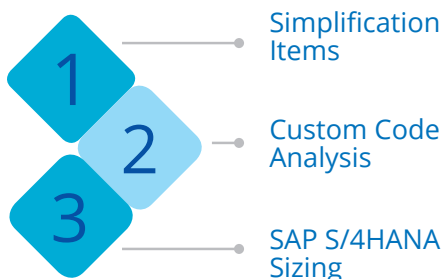 1
Simplification
Items
2
Custom Code
Analysis
3
SAP S/4HANA
Sizing